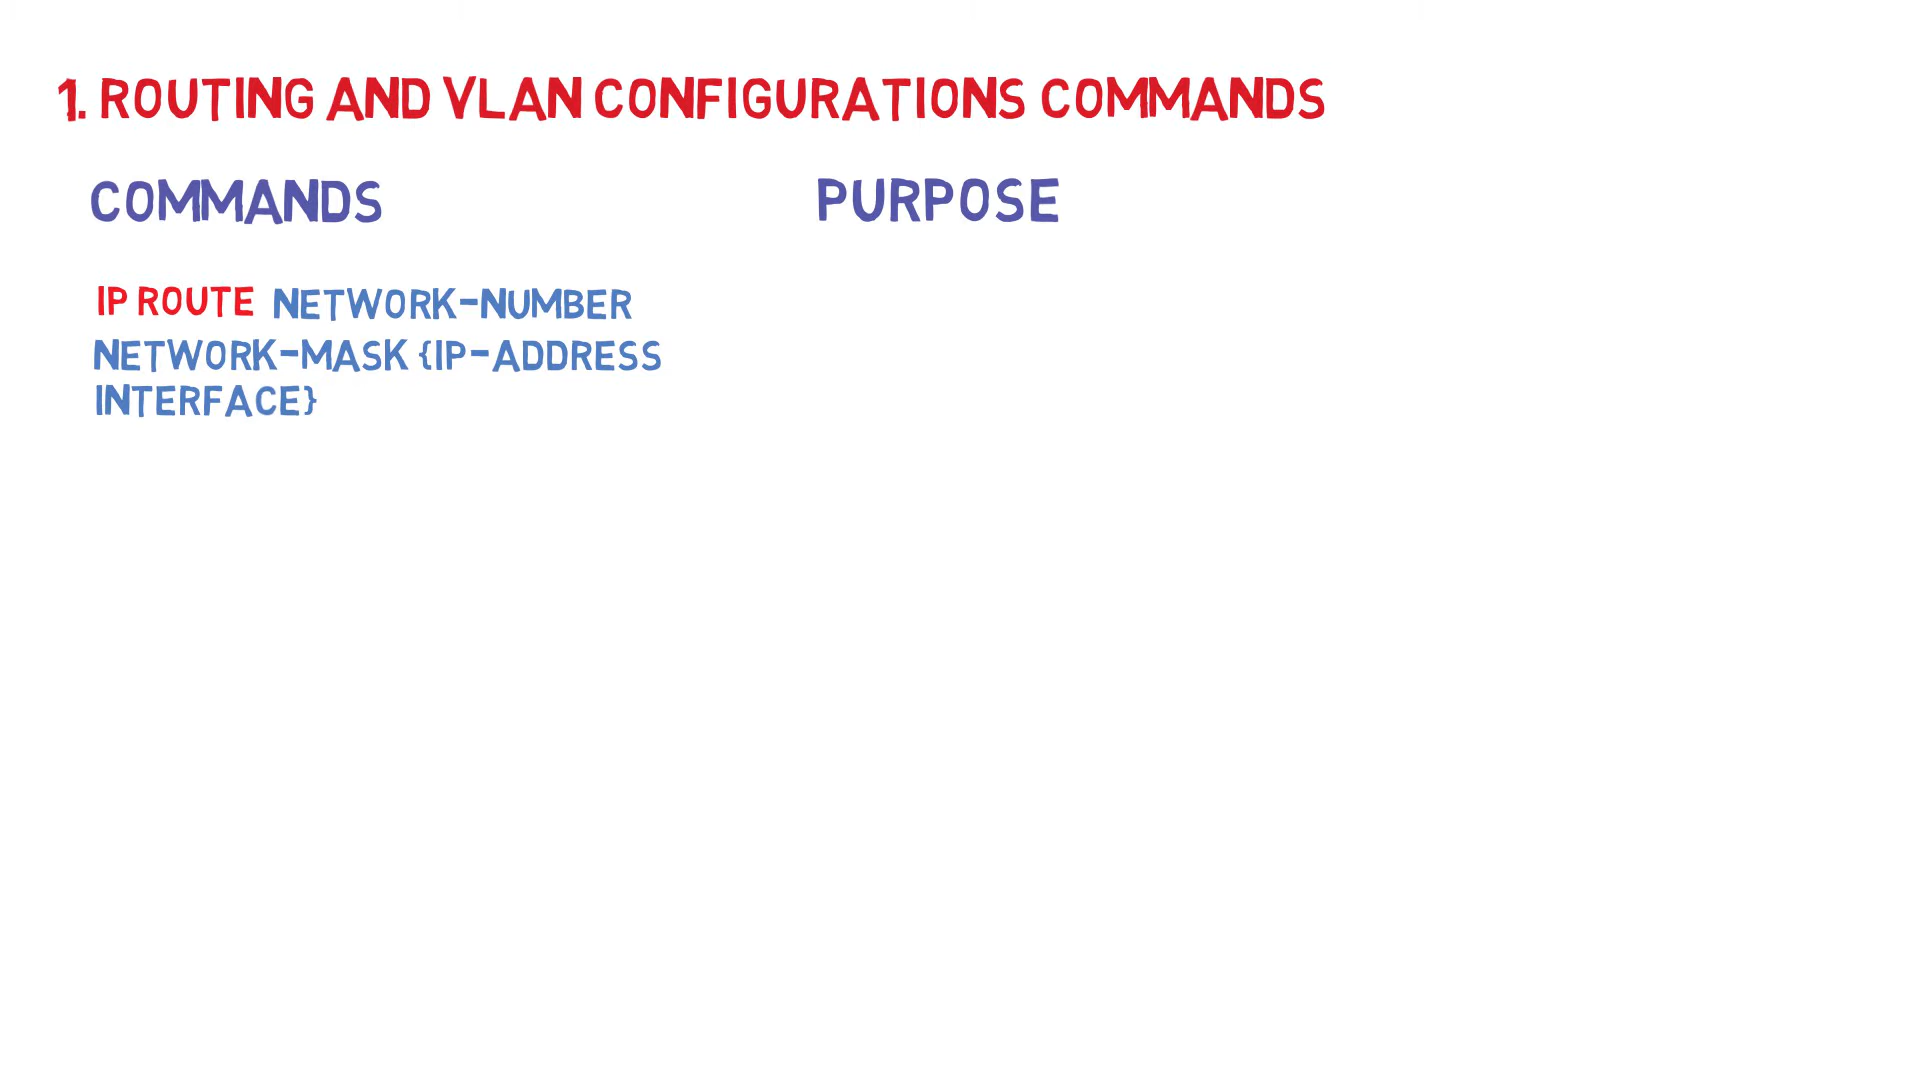 1. ROUTING AND VLAN CONFIGURATIONS COMMANDS
COMMANDS
PURPOSE
IP ROUTE NETWORK-NUMBER
NETWORK-MASK {IP-ADDRESS
INTERFACE}